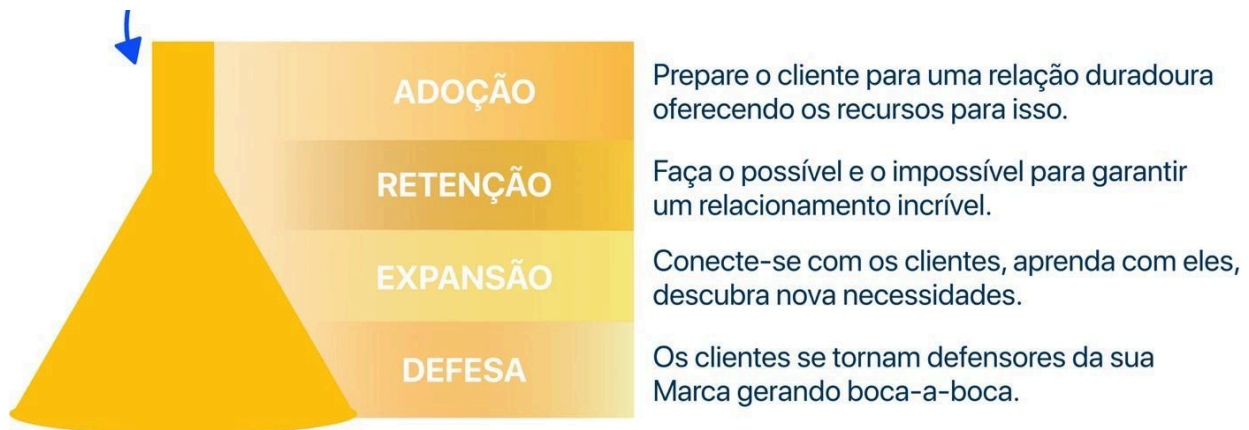 ADOÇÃO
Prepare o cliente para uma relação duradoura
oferecendo os recursos para isso.
RETENÇÃO
Faça o possível e o impossível para garantir
um relacionamento incrível.
EXPANSÃO
Conecte-se com os clientes, aprenda com eles,
descubra nova necessidades.
DEFESA
Os clientes se tornam defensores da sua
Marca gerando boca-a-boca.